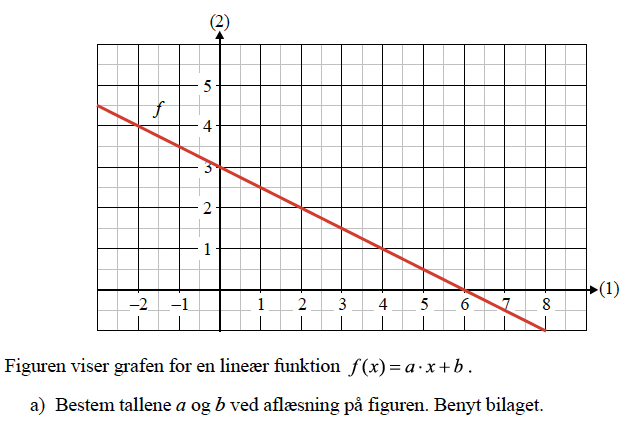 (2)
5
f
4
3
2
1
(1)
–2 –1 1 2 3 4 5 6 7 8
Figuren viser grafen for en lineær funktion f(x) = a · x + b .
a) Bestem tallene a og b ved aflæsning på figuren. Benyt bilaget.